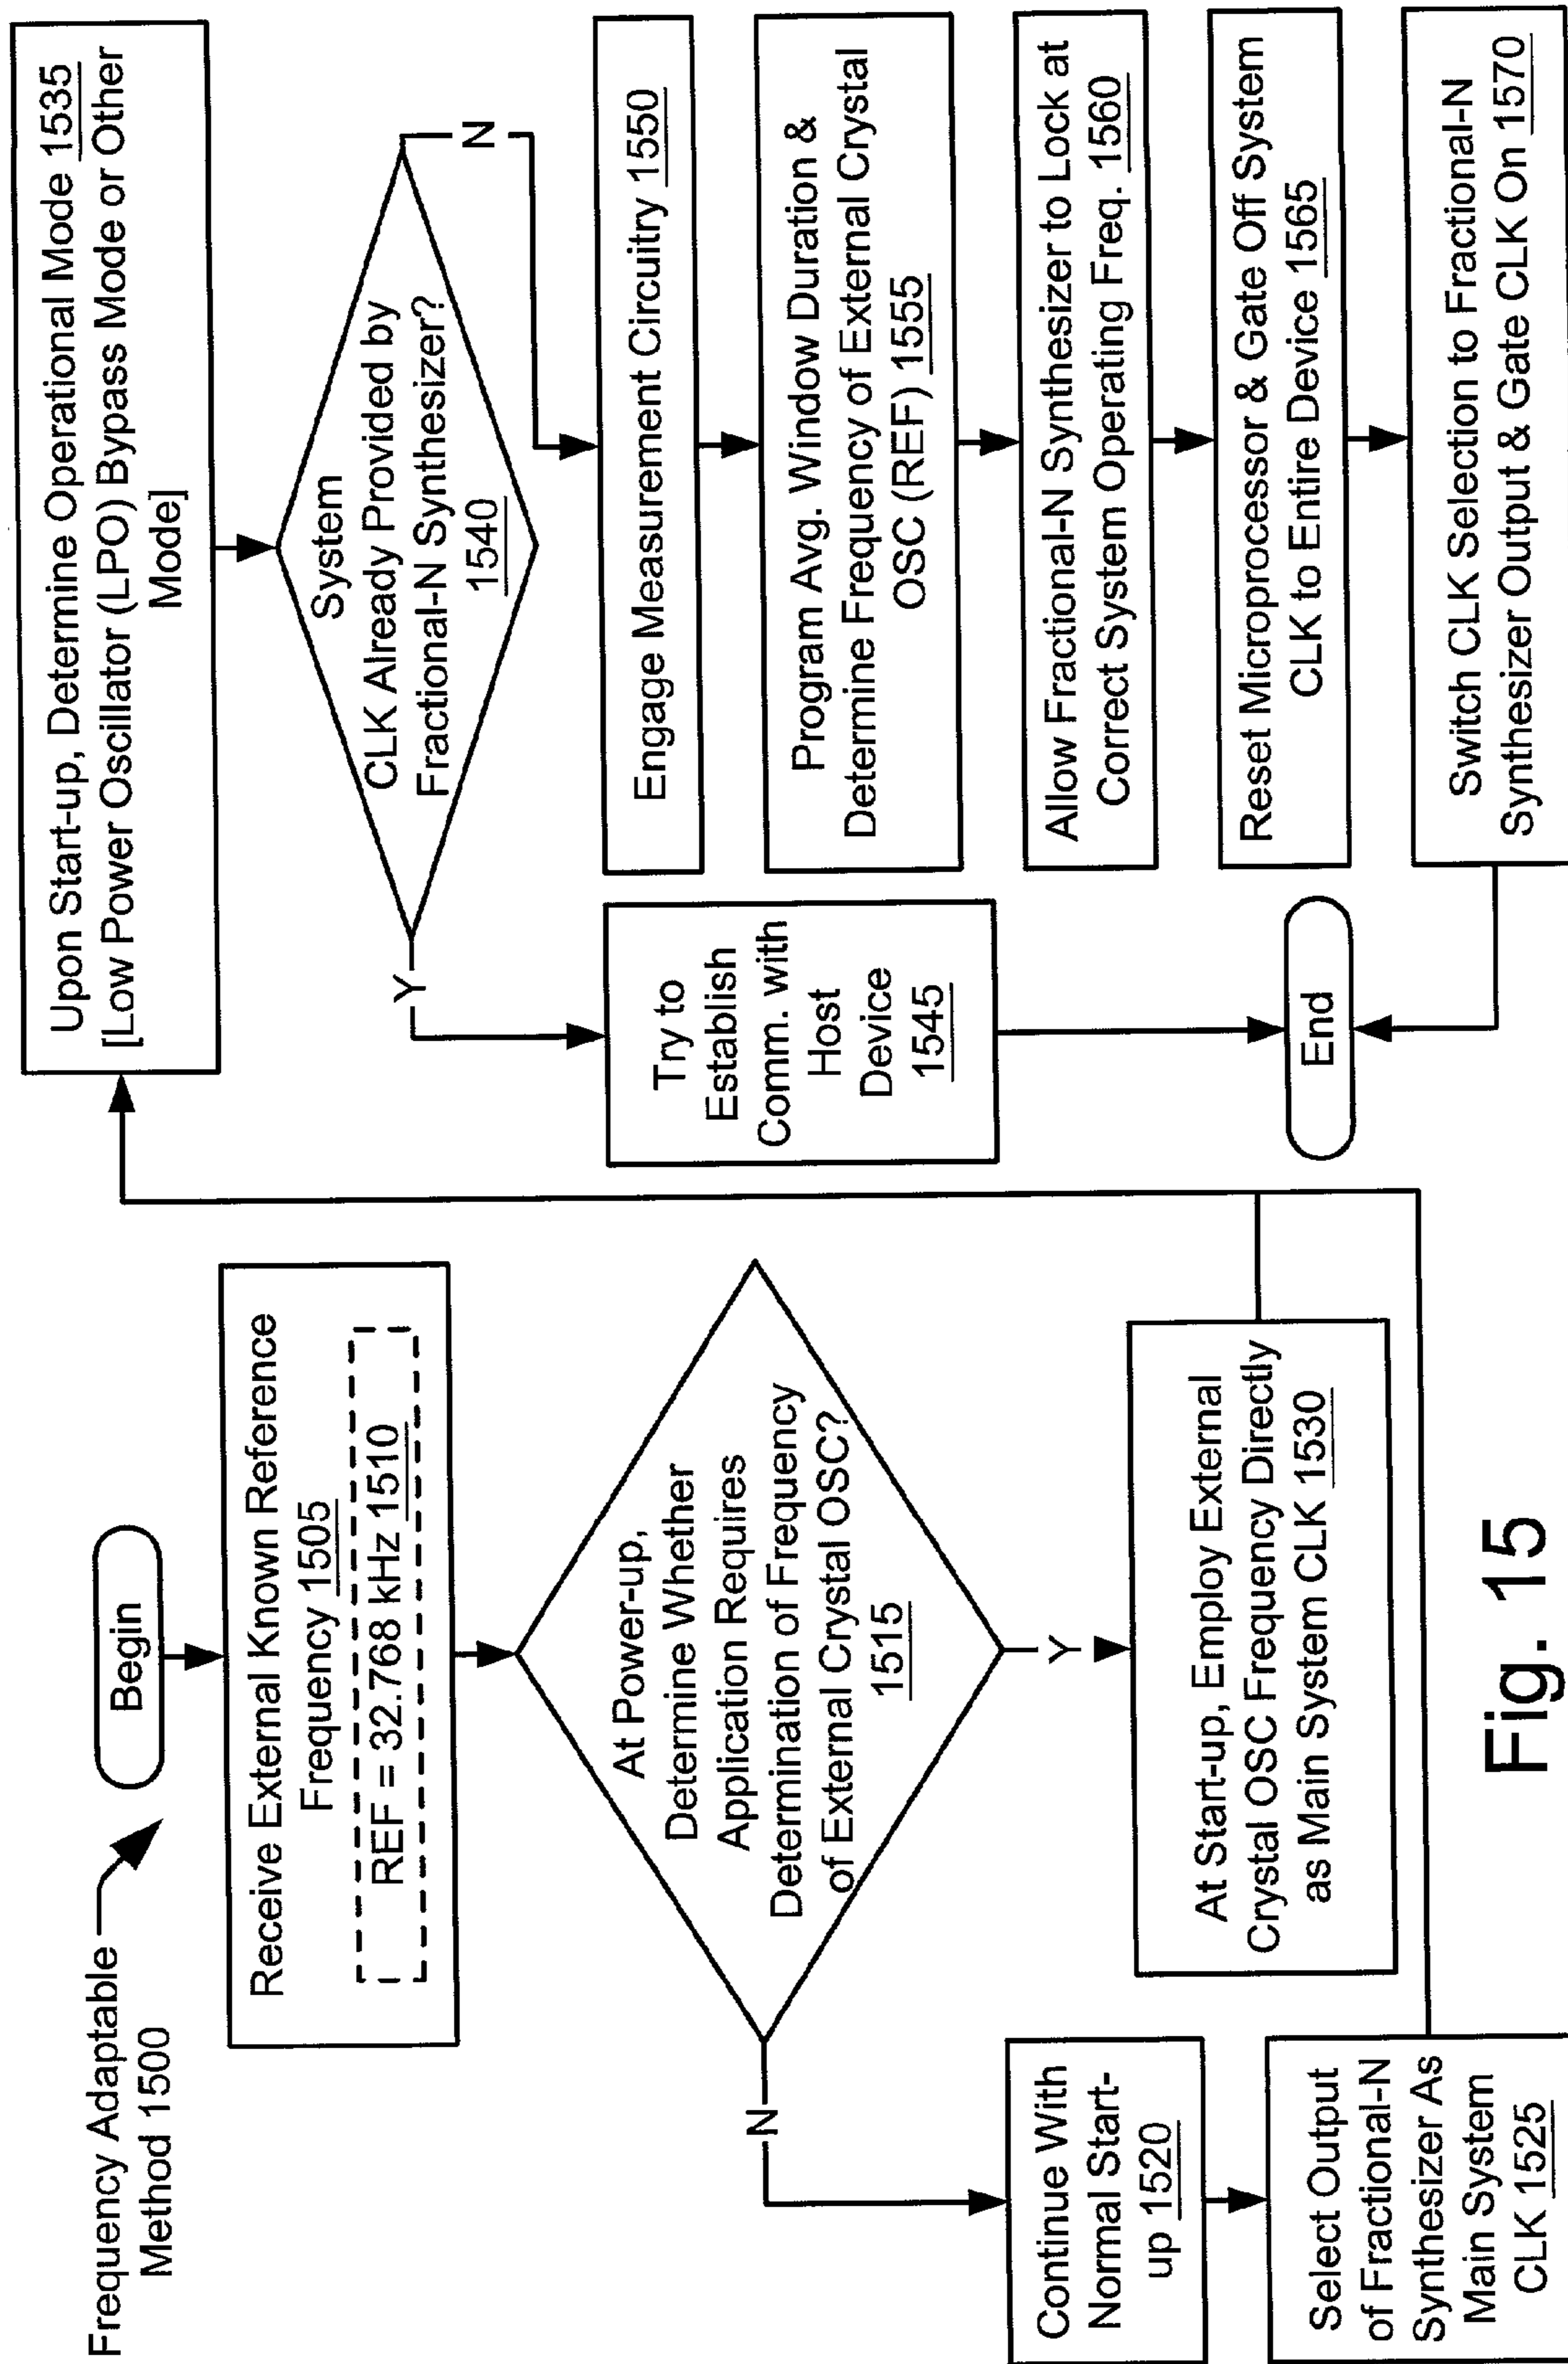 Frequency Adaptable
Method 1500
Begin
Receive External Known Reference
Frequency 1505
REF = 32.768 kHz 1510
At Power-up,
Determine Whether
Application Requires
Determination of Frequency
of External Crystal OSC?
1515
N
Y
Continue With
Normal Start-
up 1520
Select Output
of Fractional-N
Synthesizer As
Main System
CLK 1525
At Start-up, Employ External
Crystal OSC Frequency Directly
as Main System CLK 1530
Upon Start-up, Determine Operational Mode 1535
[Low Power Oscillator (LPO) Bypass Mode or Other
Mode]
System
CLK Already Provided by
Fractional-N Synthesizer?
1540
Y
N
Try to
Establish
Comm. with
Host
Device
1545
Engage Measurement Circuitry 1550
Program Avg. Window Duration &
Determine Frequency of External Crystal
OSC (REF) 1555
Allow Fractional-N Synthesizer to Lock at
Correct System Operating Freq. 1560
Reset Microprocessor & Gate Off System
CLK to Entire Device 1565
Switch CLK Selection to Fractional-N
Synthesizer Output & Gate CLK On 1570
End
Fig. 15